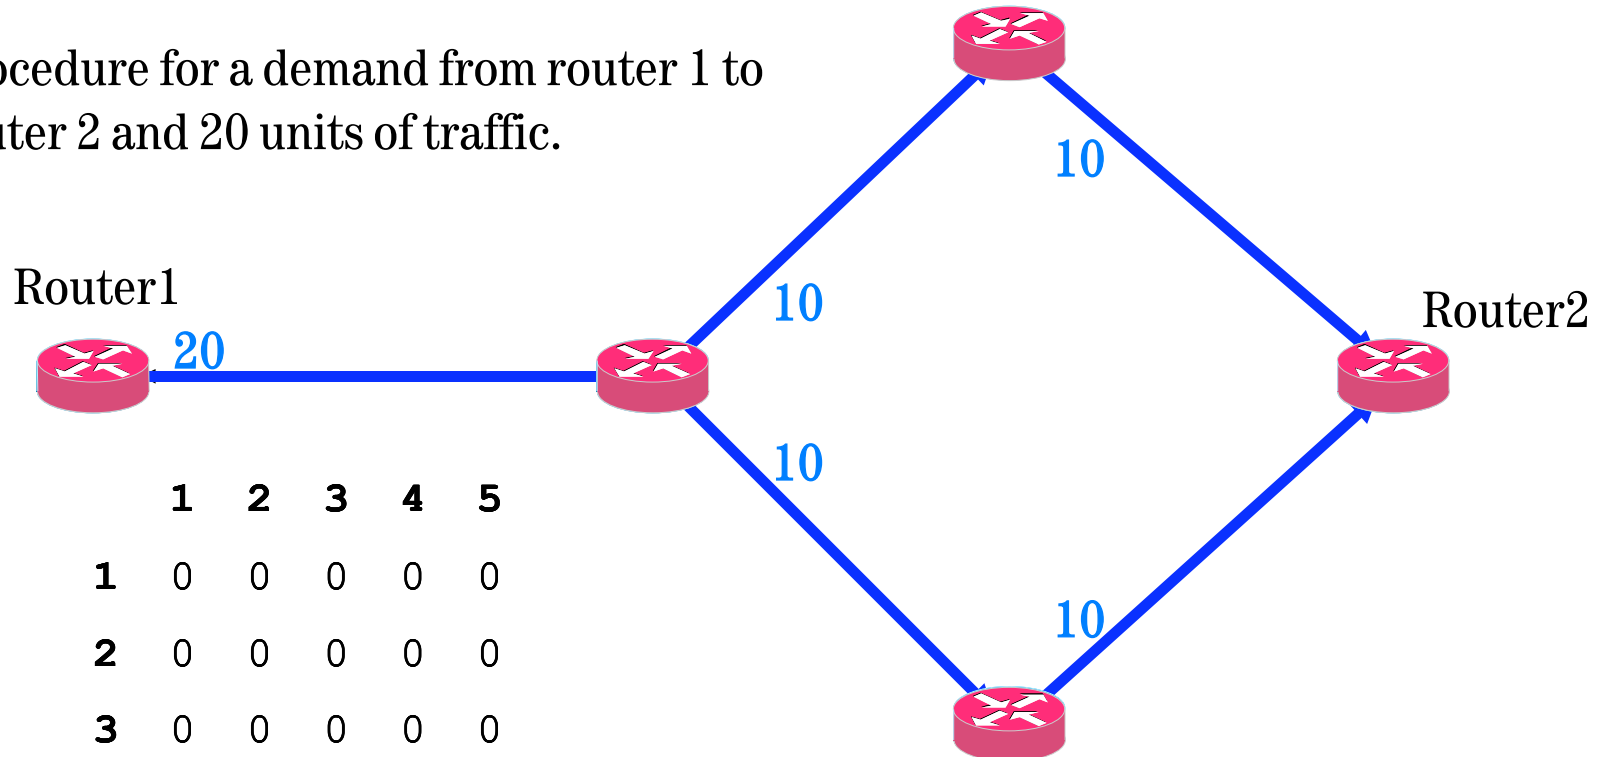 ocedure for a demand from router 1 to
uter 2 and 20 units of traffic.
10
Router1
10
Router2
20
10
1 2 3 4 5
1 0 0 0 0 0
10
2 0 0 0 0 0
3 0 0 0 0 0